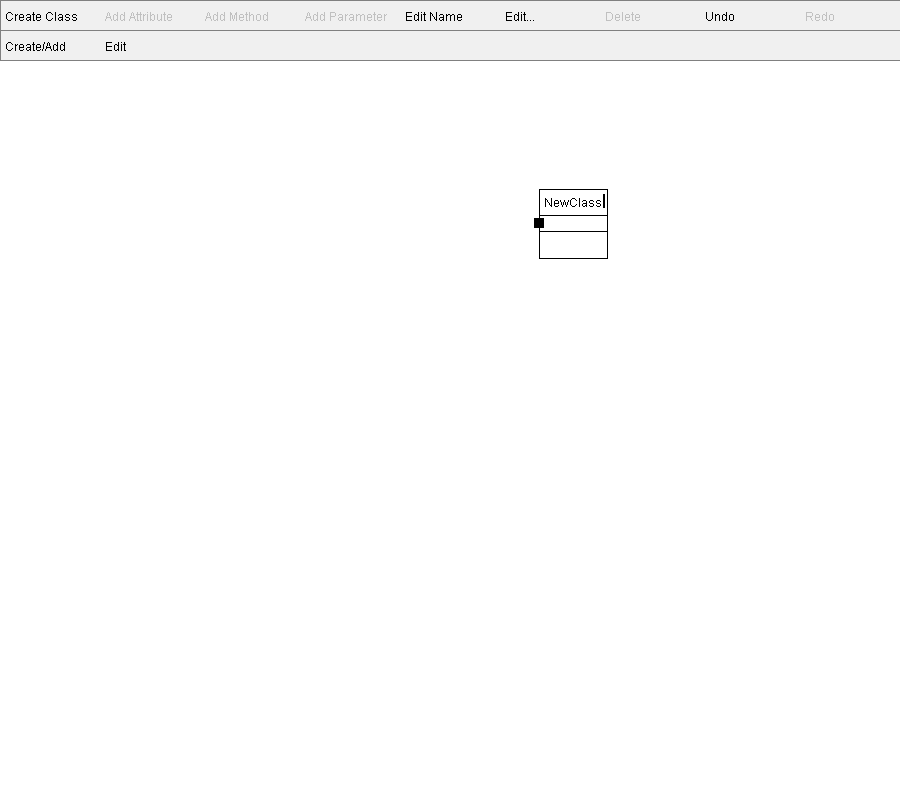 Create Class Add Attribute Add Method Add Parameter Edit Name Edit... Delete Undo Redo
Create/Add Edit
NewClass